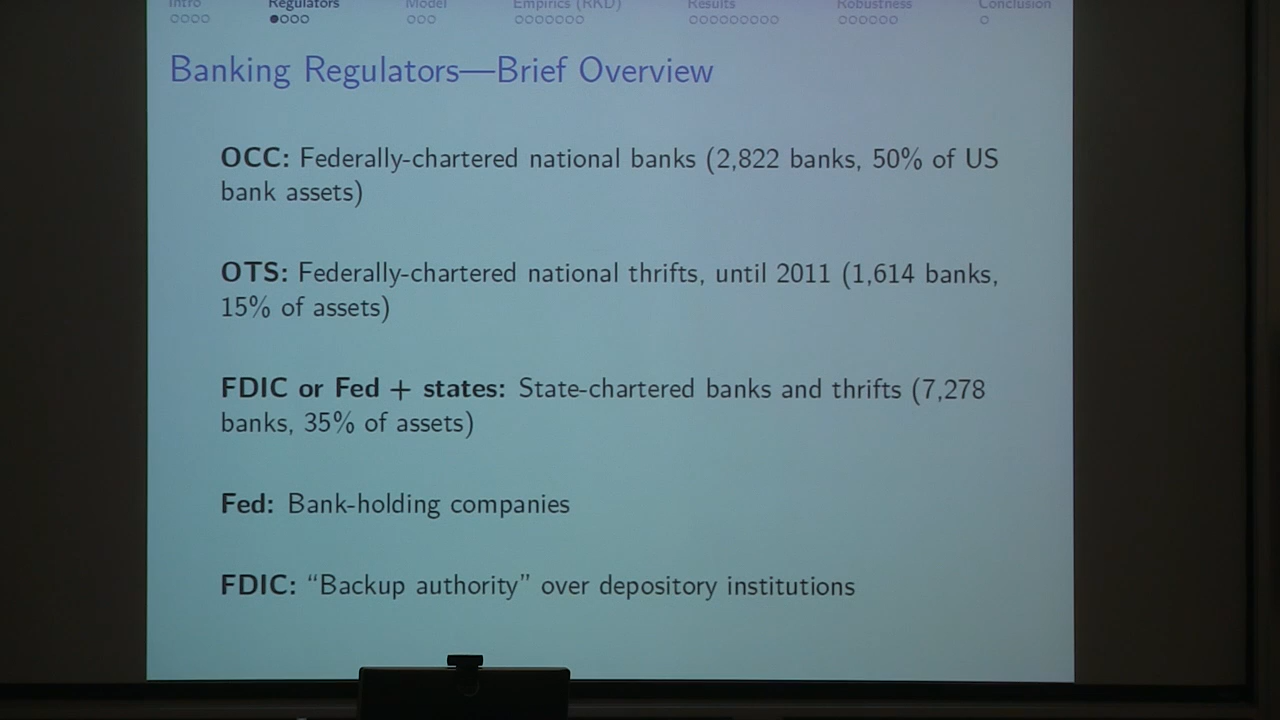 Intro Regulators Model Empirics (RKD) Results Robustness Conclusion
Banking Regulators—Brief Overview
OCC: Federally-chartered national banks (2,822 banks, 50% of US
bank assets)
OTS: Federally-chartered national thrifts, until 2011 (1,614 banks,
15% of assets)
FDIC or Fed + states: State-chartered banks and thrifts (7,278
banks, 35% of assets)
Fed: Bank-holding companies
FDIC: “Backup authority” over depository institutions